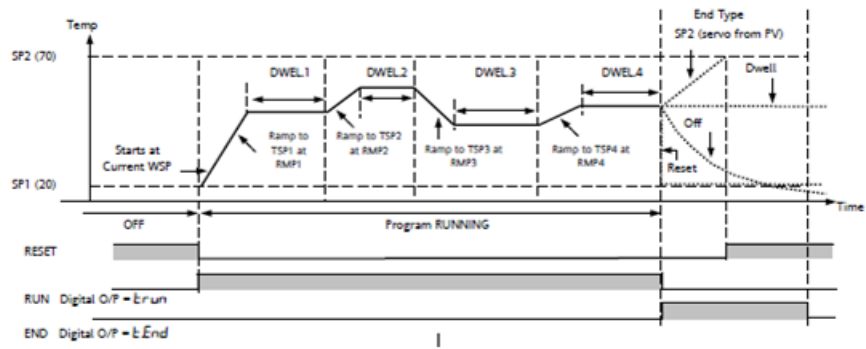 Temp
End Type
SP2 (servo from PV)
SP2 (70)
DWEL.1
DWEL.2
DWEL.3
DWEL.4
Dwell
Off
Starts at
Current WSP
Ramp to
TSP1 at
RMP1
Ramp to TSP2
at RMP2
Ramp to TSP3 at
RMP3
Ramp to TSP4 at
RMP4
Reset
SP1 (20)
Time
OFF
Program RUNNING
RESET
RUN Digital O/P = trun
END Digital O/P = tEnd